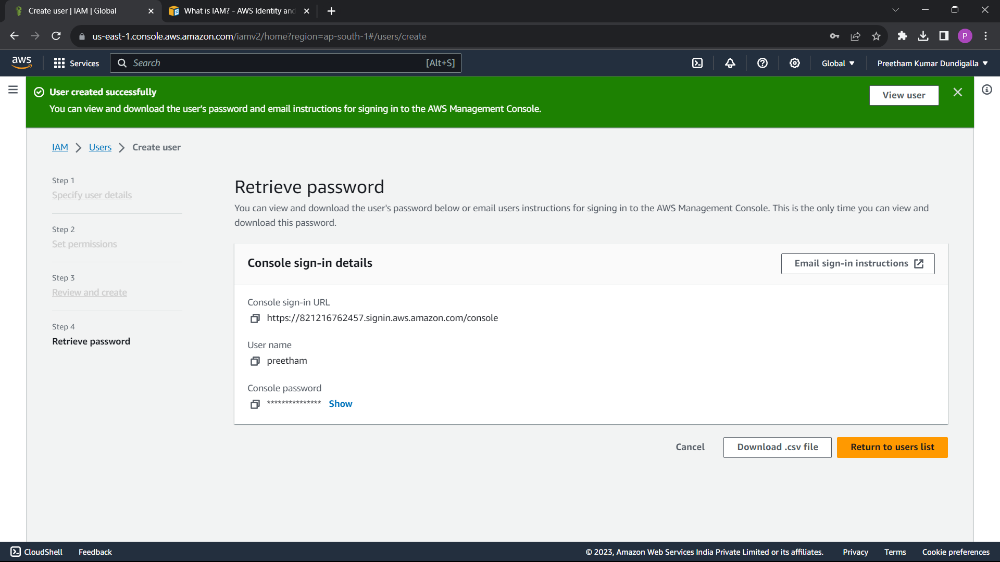 Create user | IAM | Global
What is IAM? - AWS Identity and
us-east-1.console.aws.amazon.com/iamv2/home?region=ap-south-1#/users/create
P
aws
Services
Search
[Alt+S]
Global
Preetham Kumar Dundigalla
User created successfully
You can view and download the user's password and email instructions for signing in to the AWS Management Console.
View user
IAM
Users
Create user
Step 1
Specify user details
Step 2
Set permissions
Step 3
Review and create
Step 4
Retrieve password
Retrieve password
You can view and download the user's password below or email users instructions for signing in to the AWS Management Console. This is the only time you can view and
download this password.
Console sign-in details
Email sign-in instructions
Console sign-in URL
https://821216762457.signin.aws.amazon.com/console
User name
preetham
Console password
*************** Show
Cancel
Download .csv file
Return to users list
CloudShell
Feedback
© 2023, Amazon Web Services India Private Limited or its affiliates.
Privacy
Terms
Cookie preferences